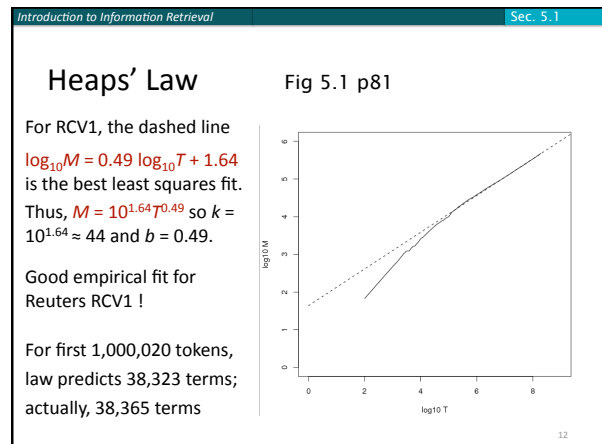 Introduction to Information Retrieval
Sec. 5.1
Heaps’ Law
Fig 5.1 p81
For RCV1, the dashed line
log10M = 0.49 log10T + 1.64
is the best least squares fit.
Thus, M = 10^1.64T^0.49 so k =
10^1.64 ≈ 44 and b = 0.49.
Good empirical fit for
Reuters RCV1 !
For first 1,000,020 tokens,
law predicts 38,323 terms;
actually, 38,365 terms
log10 M
6
5
4
3
2
1
0
0 2 4 6 8
log10 T
12